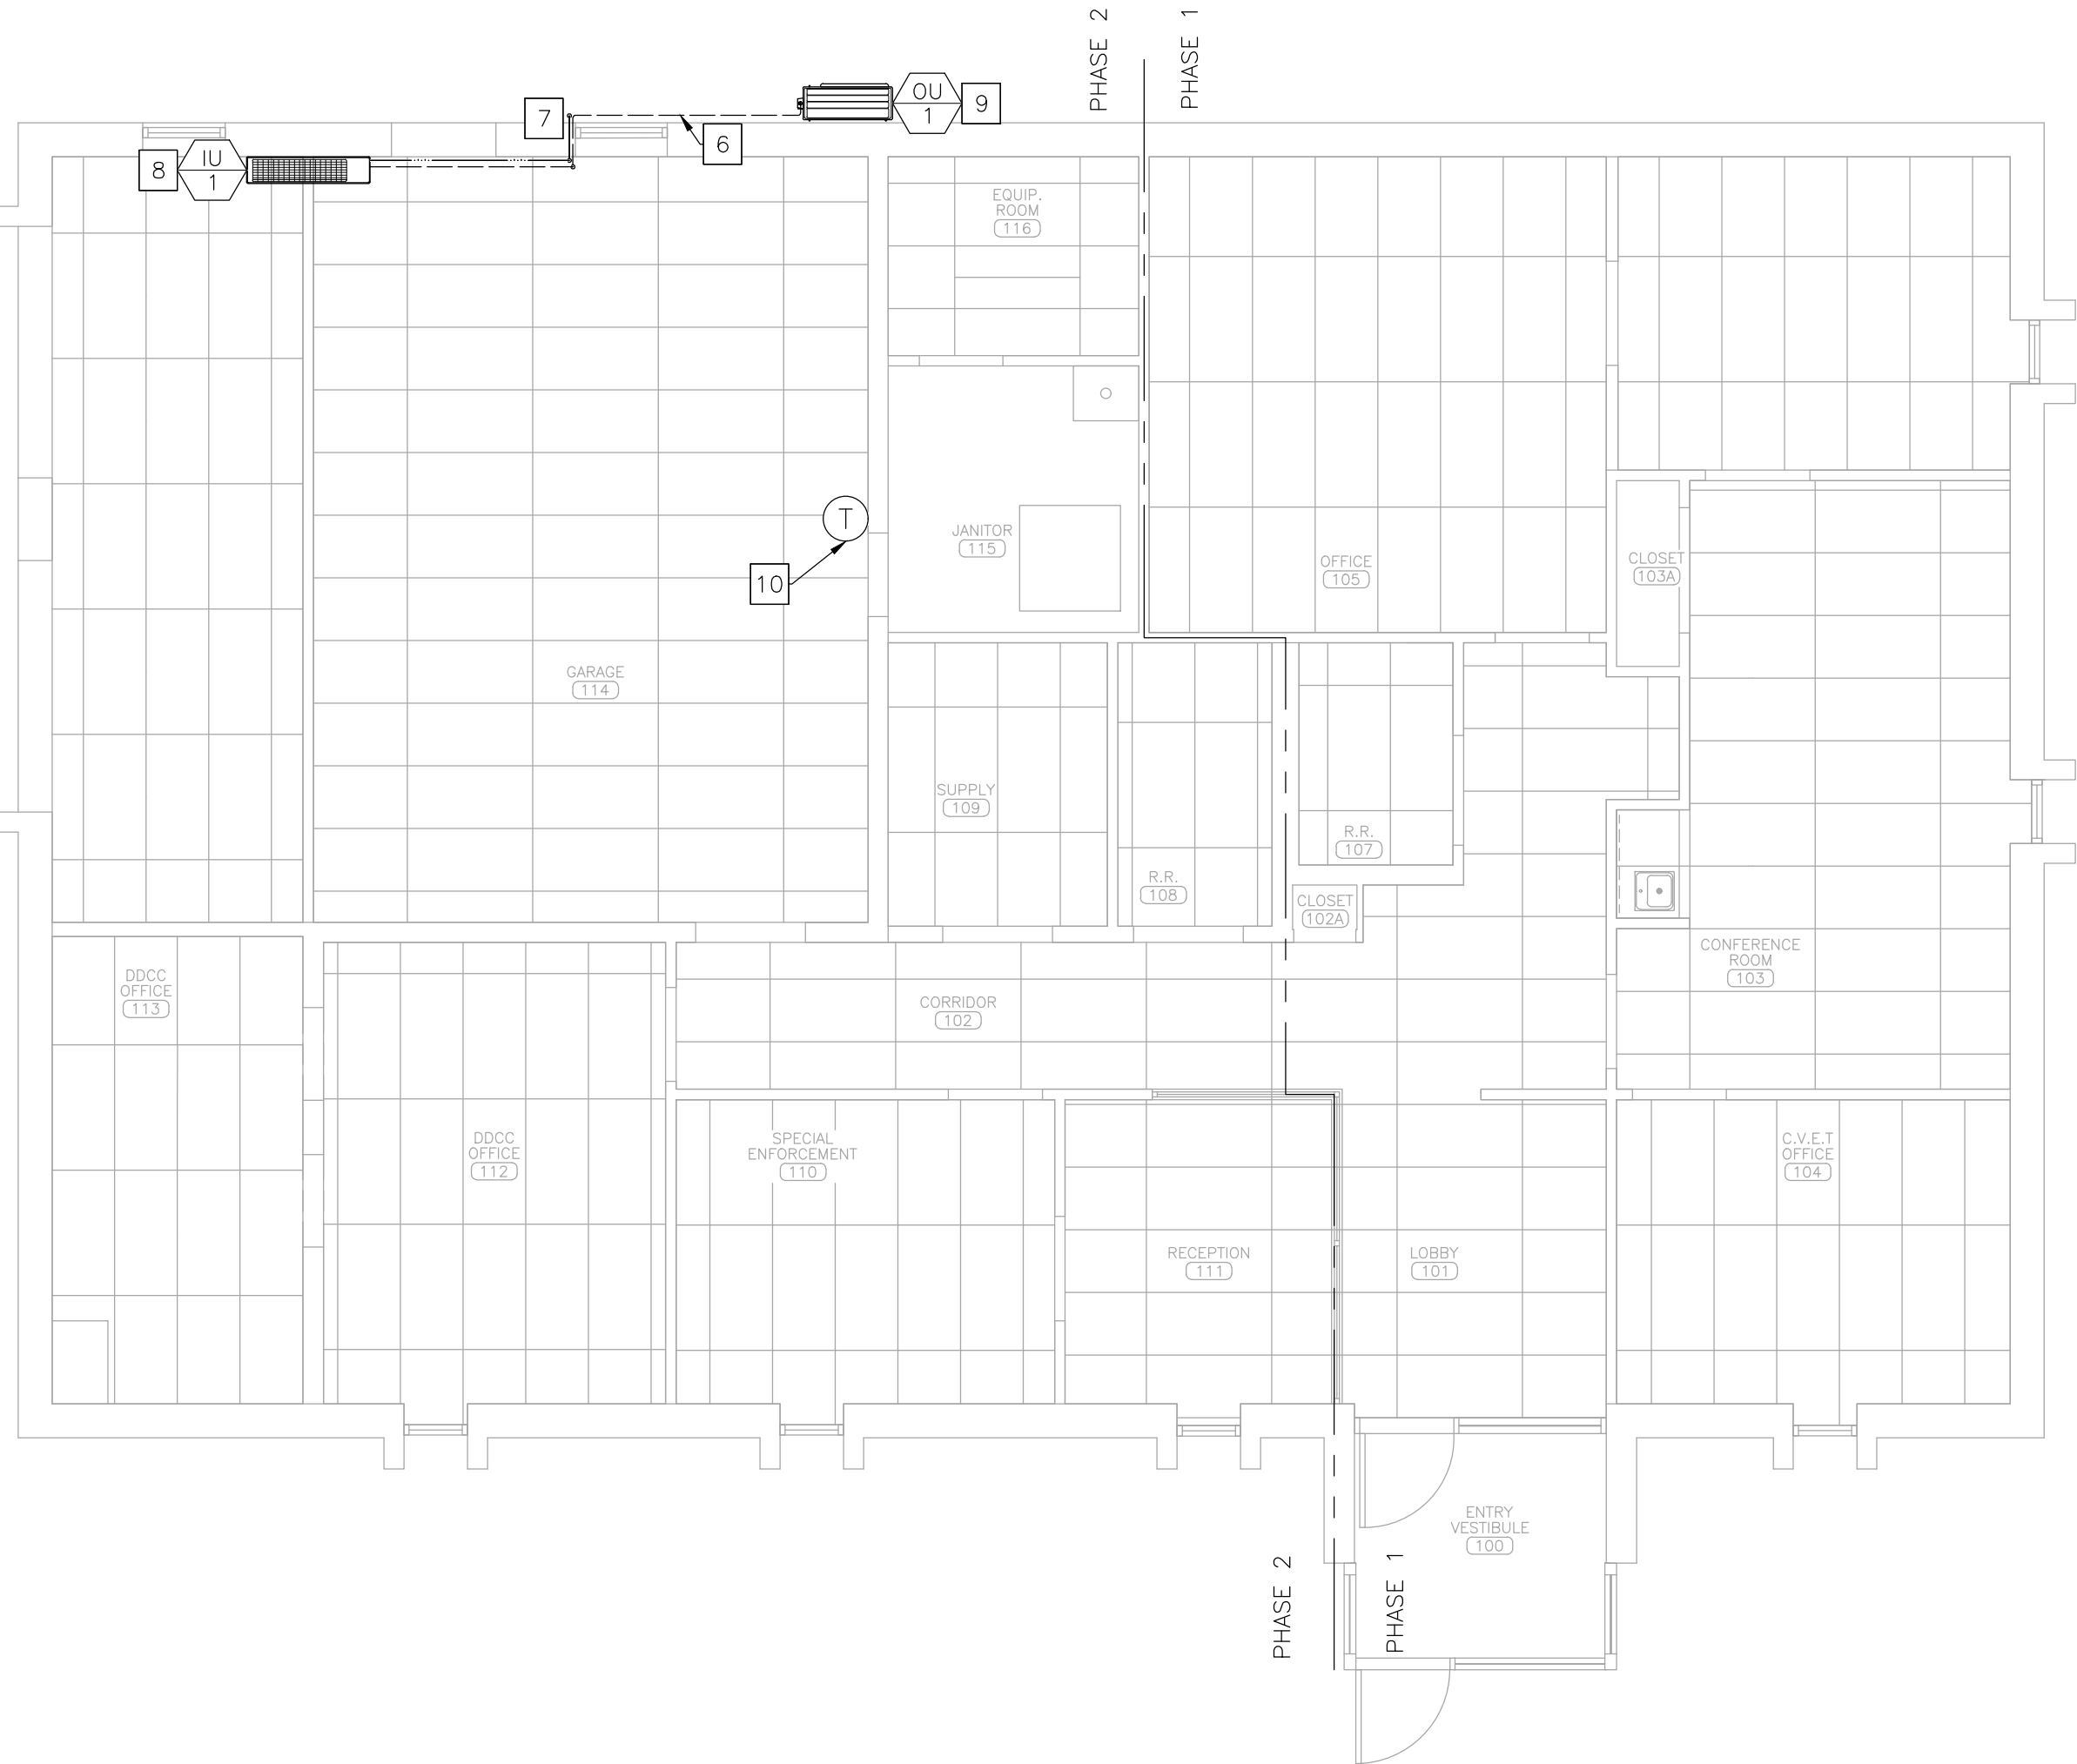 PHASE 2
PHASE 1
7
OU
1
9
6
8
IU
1
EQUIP.
ROOM
116
10
JANITOR
115
OFFICE
105
CLOSET
103A
GARAGE
114
SUPPLY
109
R.R.
107
R.R.
108
CLOSET
102A
CONFERENCE
ROOM
103
DDCC
OFFICE
113
CORRIDOR
102
DDCC
OFFICE
112
SPECIAL
ENFORCEMENT
110
C.V.E.T
OFFICE
104
RECEPTION
111
LOBBY
101
ENTRY
VESTIBULE
100
PHASE 2
PHASE 1
T